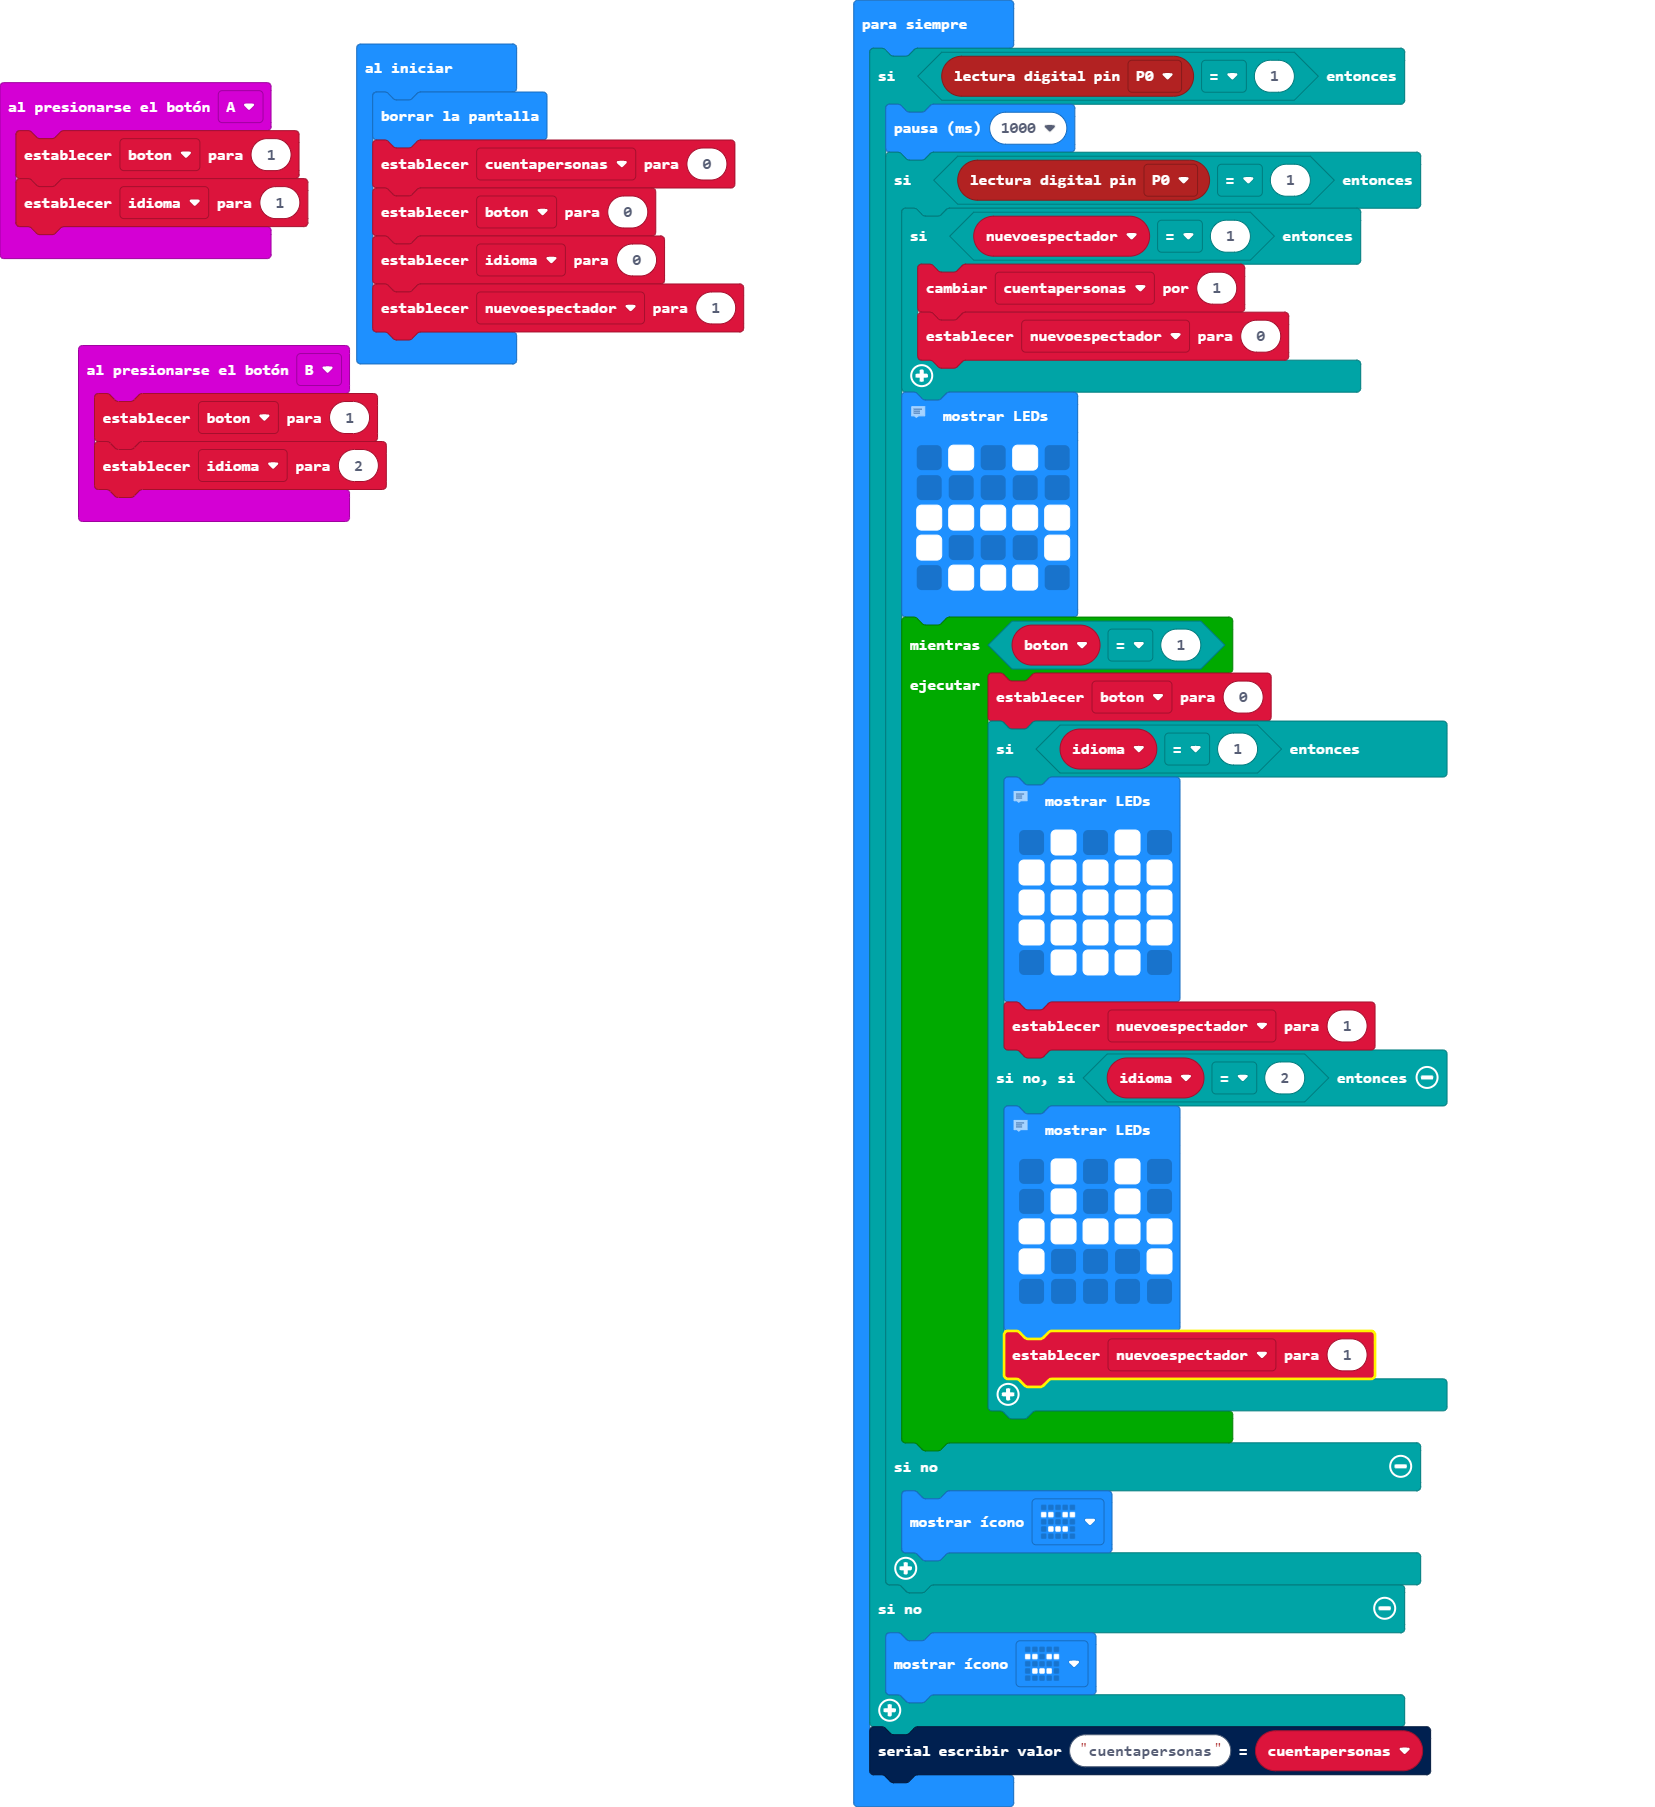 al presionarse el botón A
establecer boton para 1
establecer idioma para 1
al presionarse el botón B
establecer boton para 1
establecer idioma para 2
al iniciar
borrar la pantalla
establecer cuentapersonas para 0
establecer boton para 0
establecer idioma para 0
establecer nuevoespectador para 1
para siempre
si lectura digital pin P0 = 1 entonces
pausa (ms) 1000
si lectura digital pin P0 = 1 entonces
si nuevoespectador = 1 entonces
cambiar cuentapersonas por 1
establecer nuevoespectador para 0
mostrar LEDs
mientras boton = 1
ejecutar establecer boton para 0
si idioma = 1 entonces
mostrar LEDs
establecer nuevoespectador para 1
si no, si idioma = 2 entonces
mostrar LEDs
establecer nuevoespectador para 1
si no
mostrar ícono
si no
mostrar ícono
serial escribir valor "cuentapersonas" = cuentapersonas